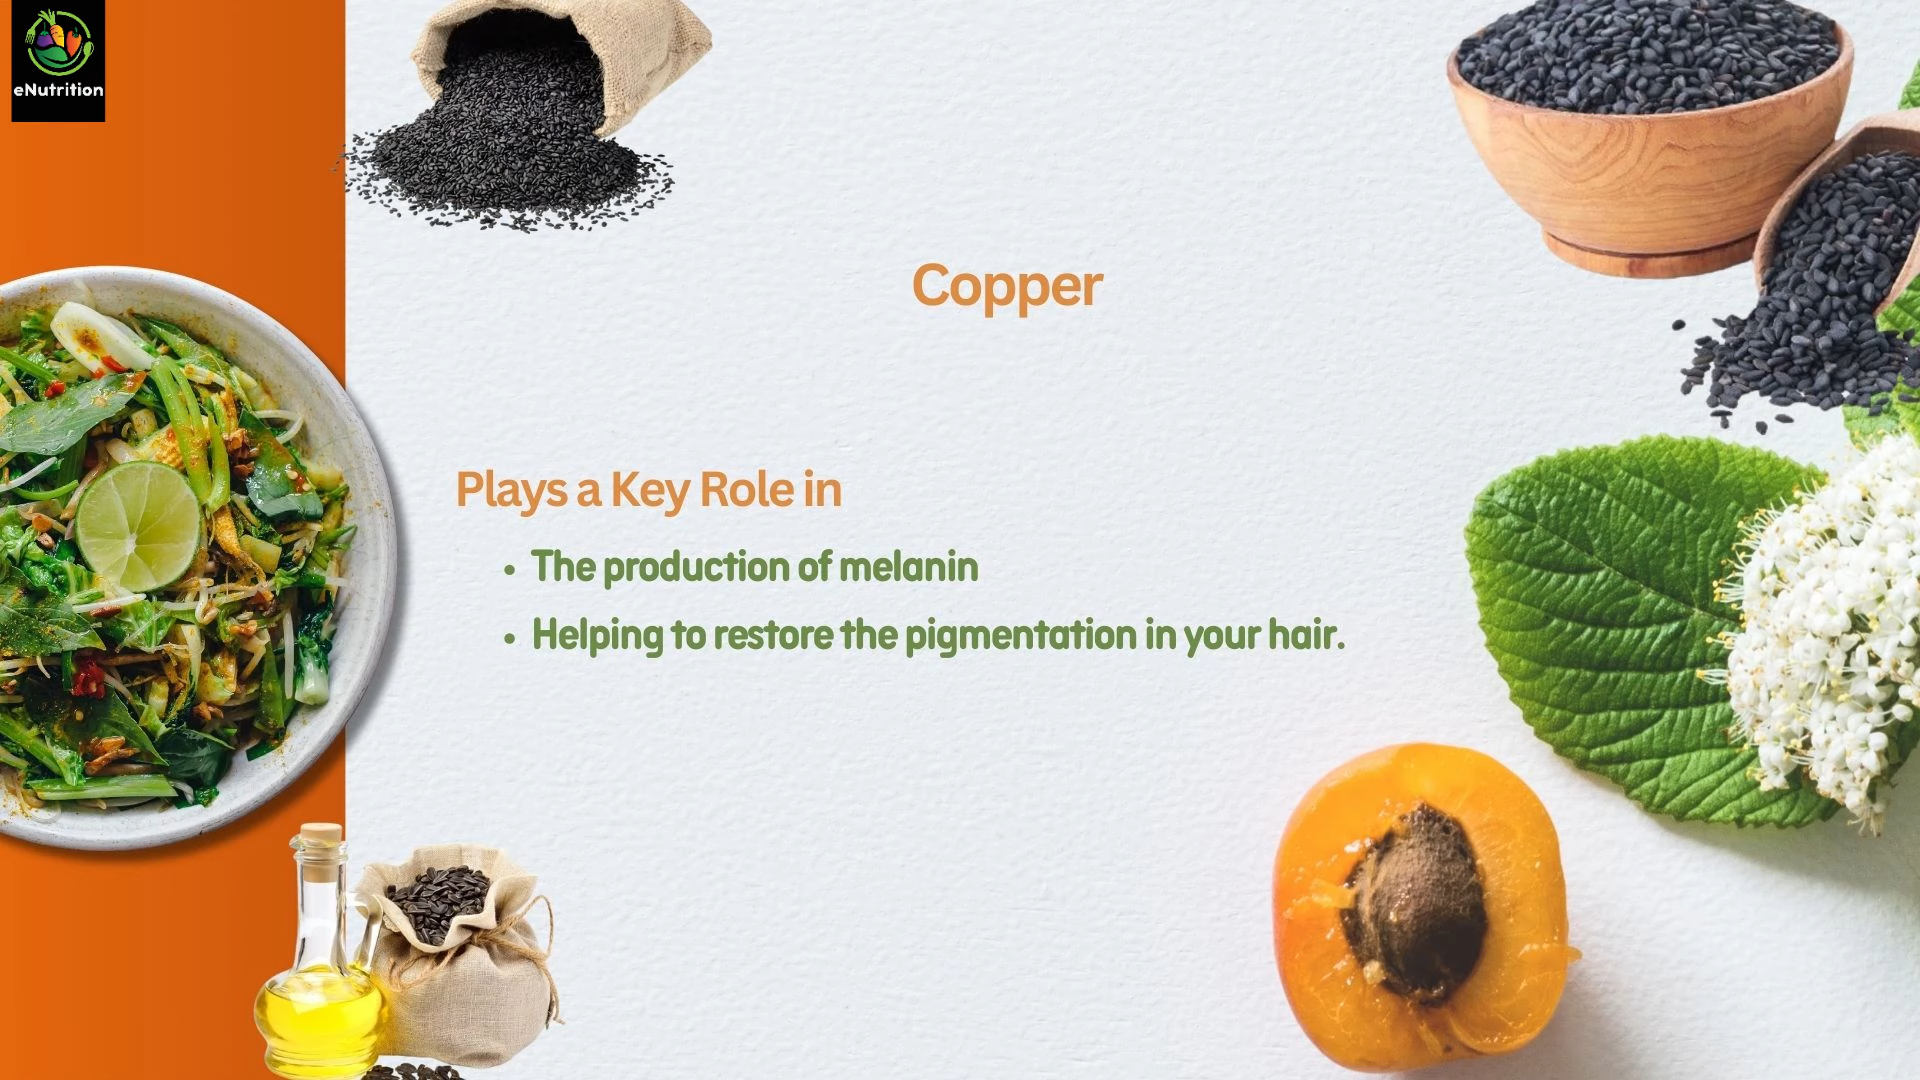 eNutrition
Copper
Plays a Key Role in
• The production of melanin
• Helping to restore the pigmentation in your hair.